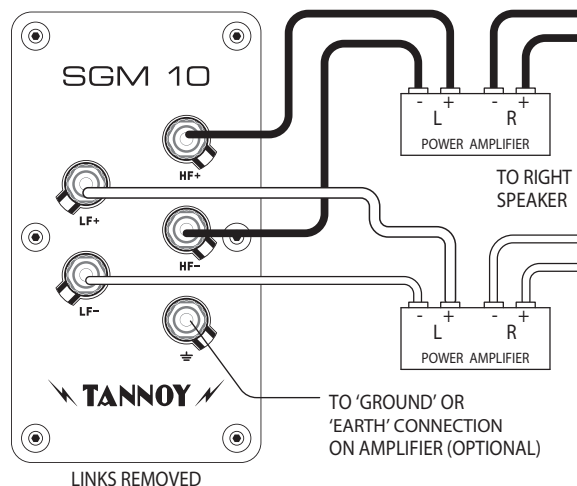 SGM 10
HF+
LF+
HF−
LF−
TANNOY
LINKS REMOVED
- + - +
L R
POWER AMPLIFIER
TO RIGHT
SPEAKER
- + - +
L R
POWER AMPLIFIER
TO ‘GROUND’ OR
‘EARTH’ CONNECTION
ON AMPLIFIER (OPTIONAL)